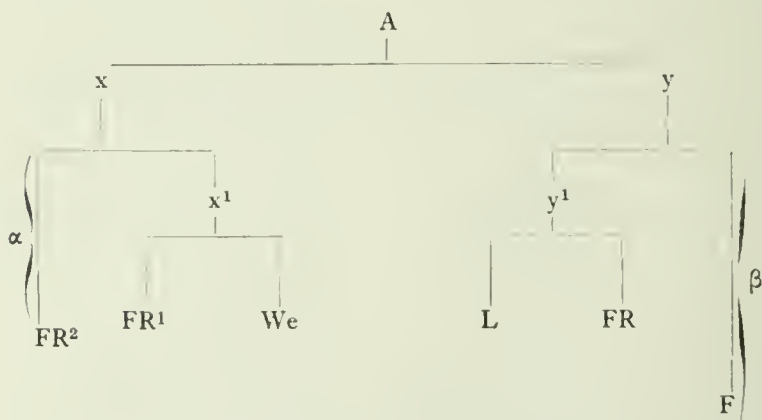 A
x y
x¹ y¹
α
β
FR² FR¹ We L FR
F